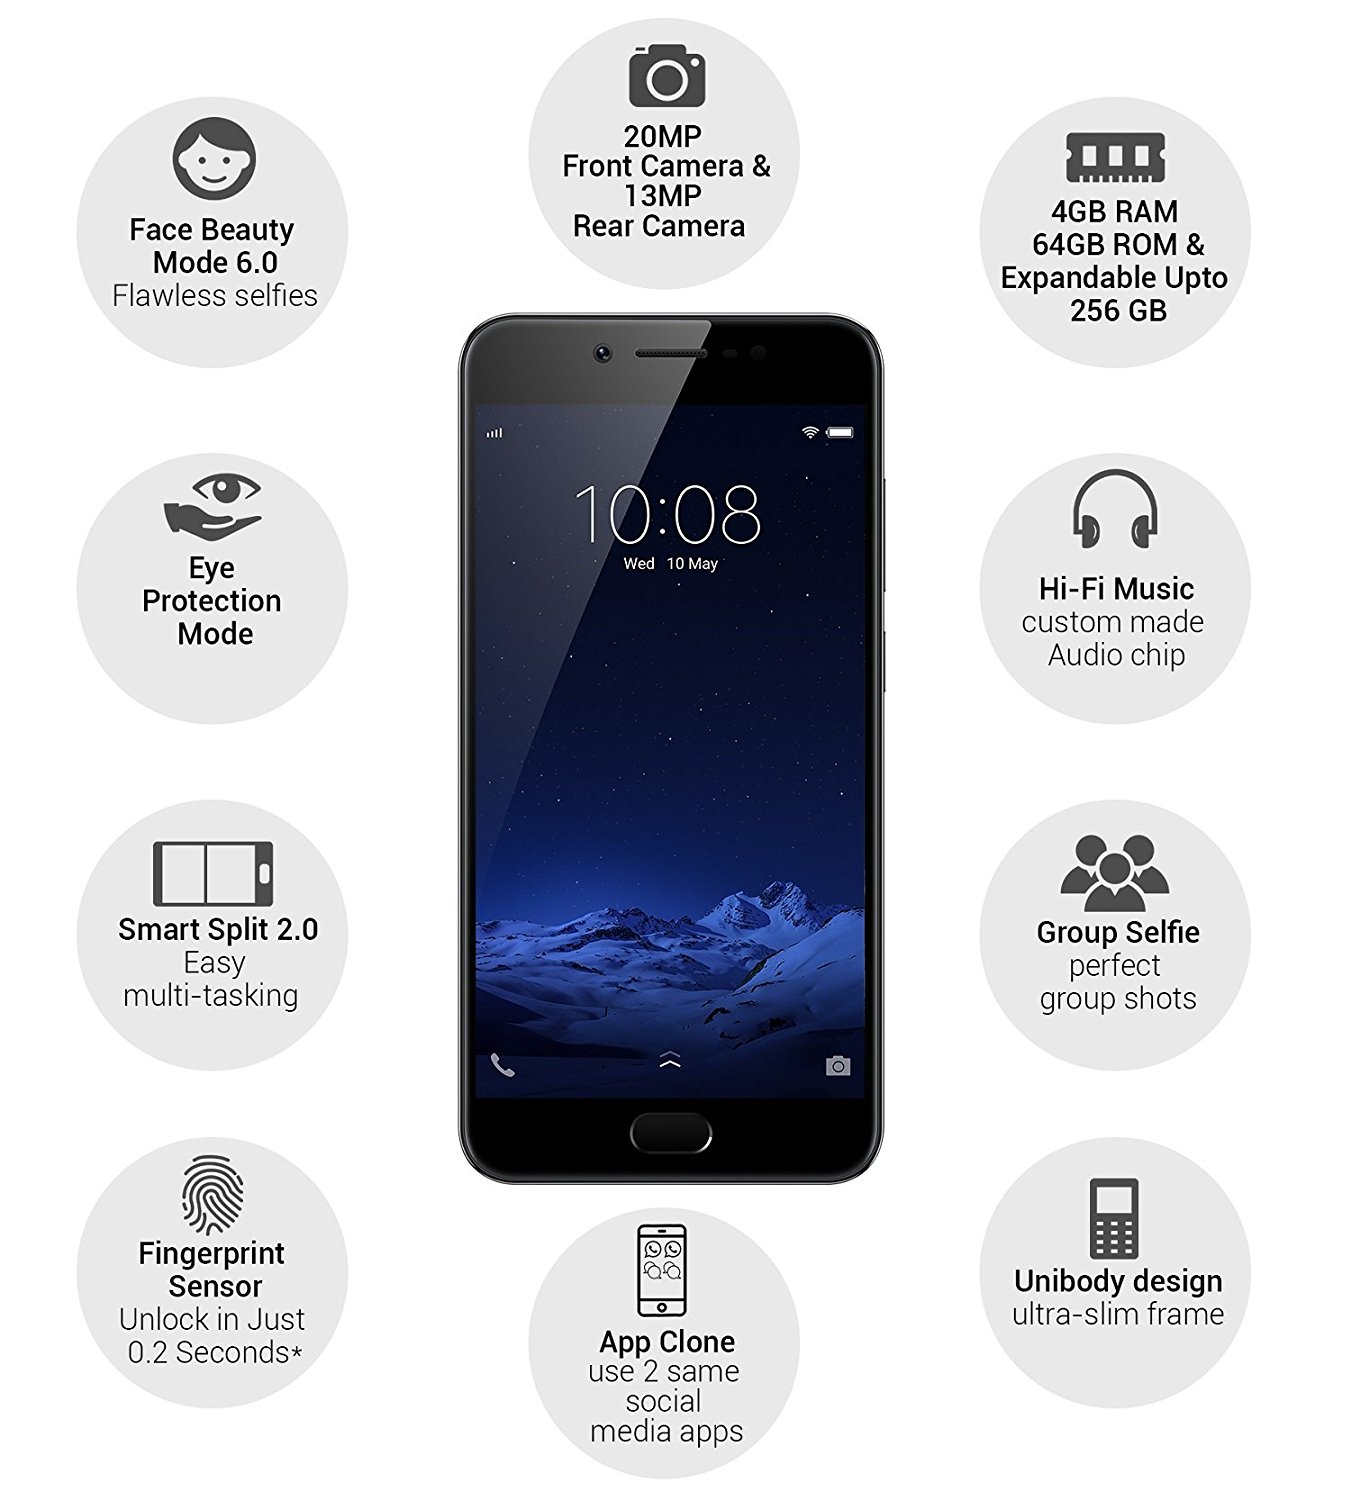 20MP
Front Camera &
13MP
Rear Camera
Face Beauty
Mode 6.0
Flawless selfies
4GB RAM
64GB ROM &
Expandable Upto
256 GB
10:08
Wed 10 May
Eye
Protection
Mode
Hi-Fi Music
custom made
Audio chip
Smart Split 2.0
Easy
multi-tasking
Group Selfie
perfect
group shots
Fingerprint
Sensor
Unlock in Just
0.2 Seconds*
App Clone
use 2 same
social
media apps
Unibody design
ultra-slim frame